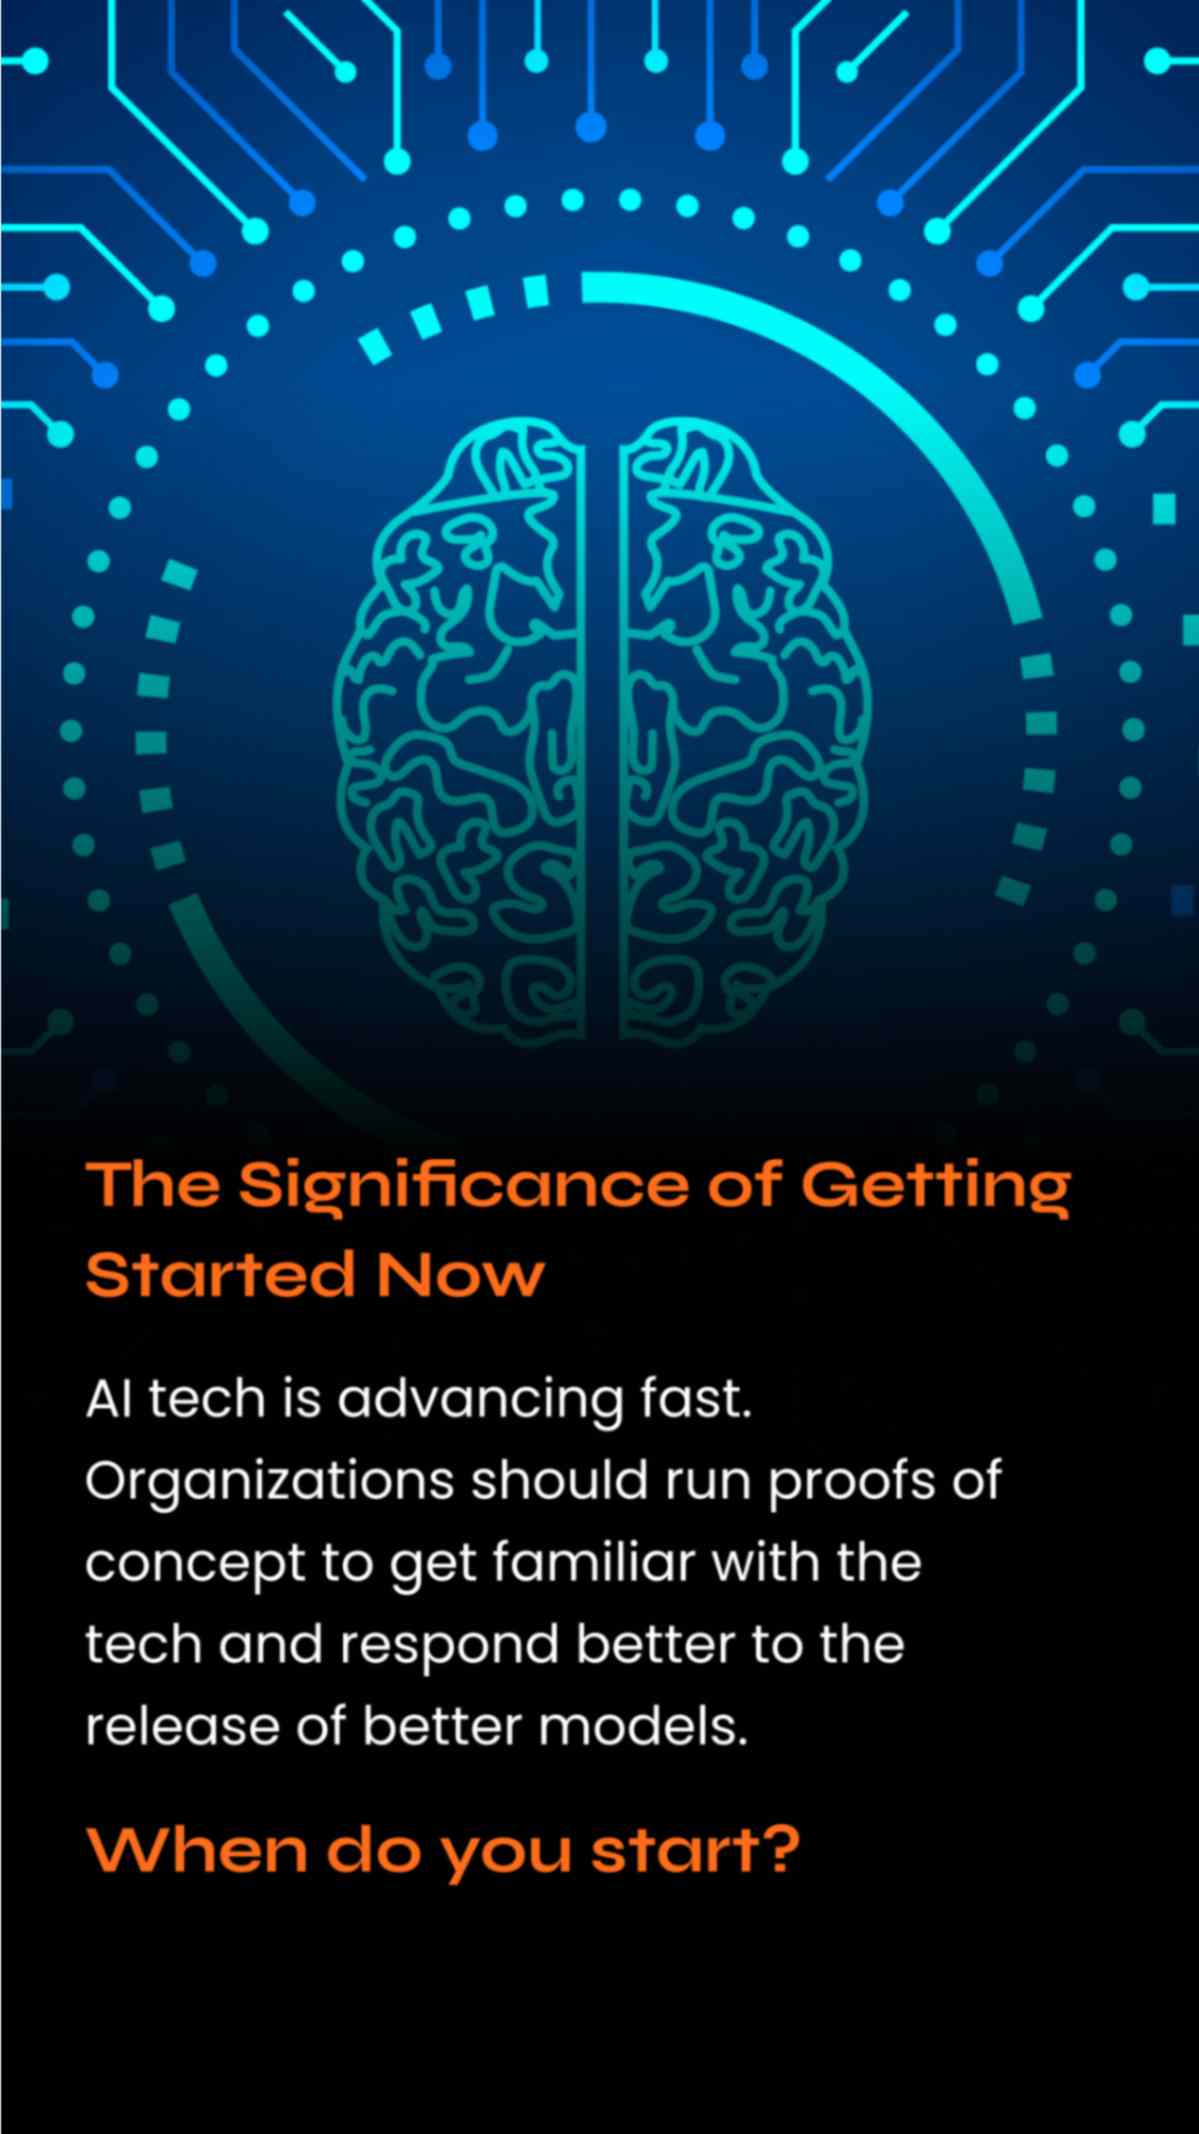 The Significance of Getting
Started Now
AI tech is advancing fast.
Organizations should run proofs of
concept to get familiar with the
tech and respond better to the
release of better models.
When do you start?